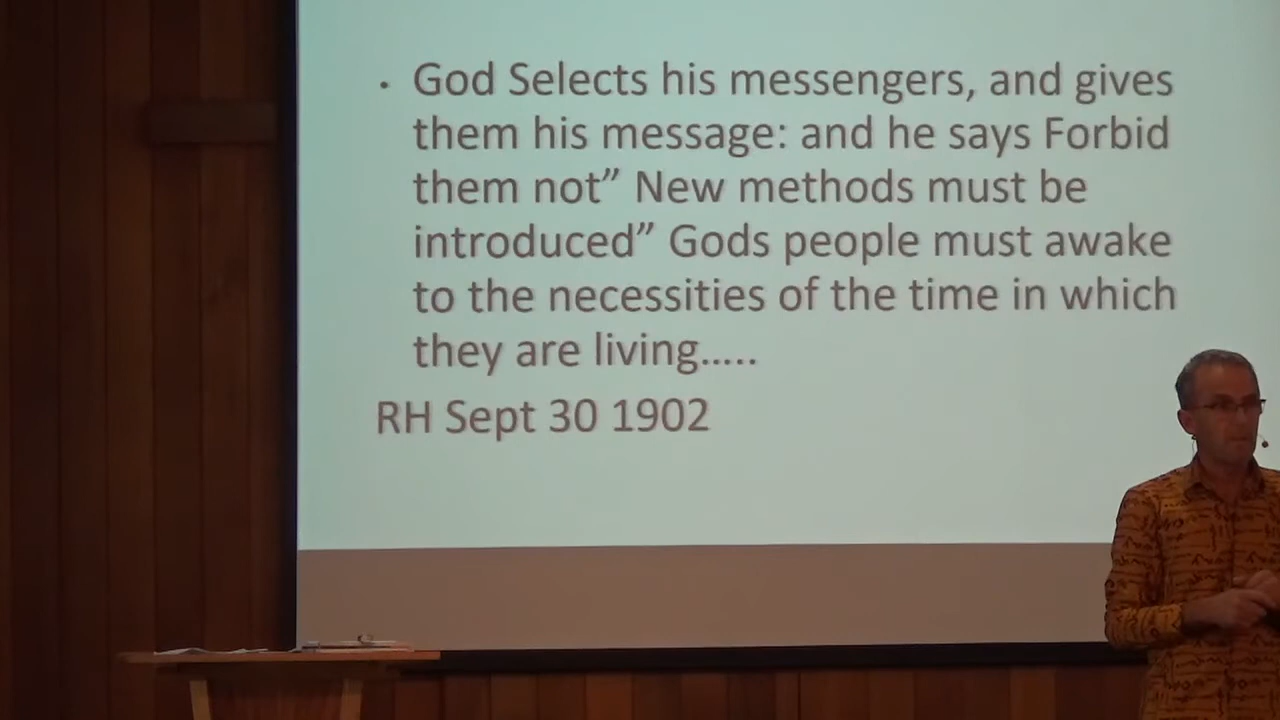 • God Selects his messengers, and gives
them his message: and he says Forbid
them not” New methods must be
introduced” Gods people must awake
to the necessities of the time in which
they are living…..
RH Sept 30 1902